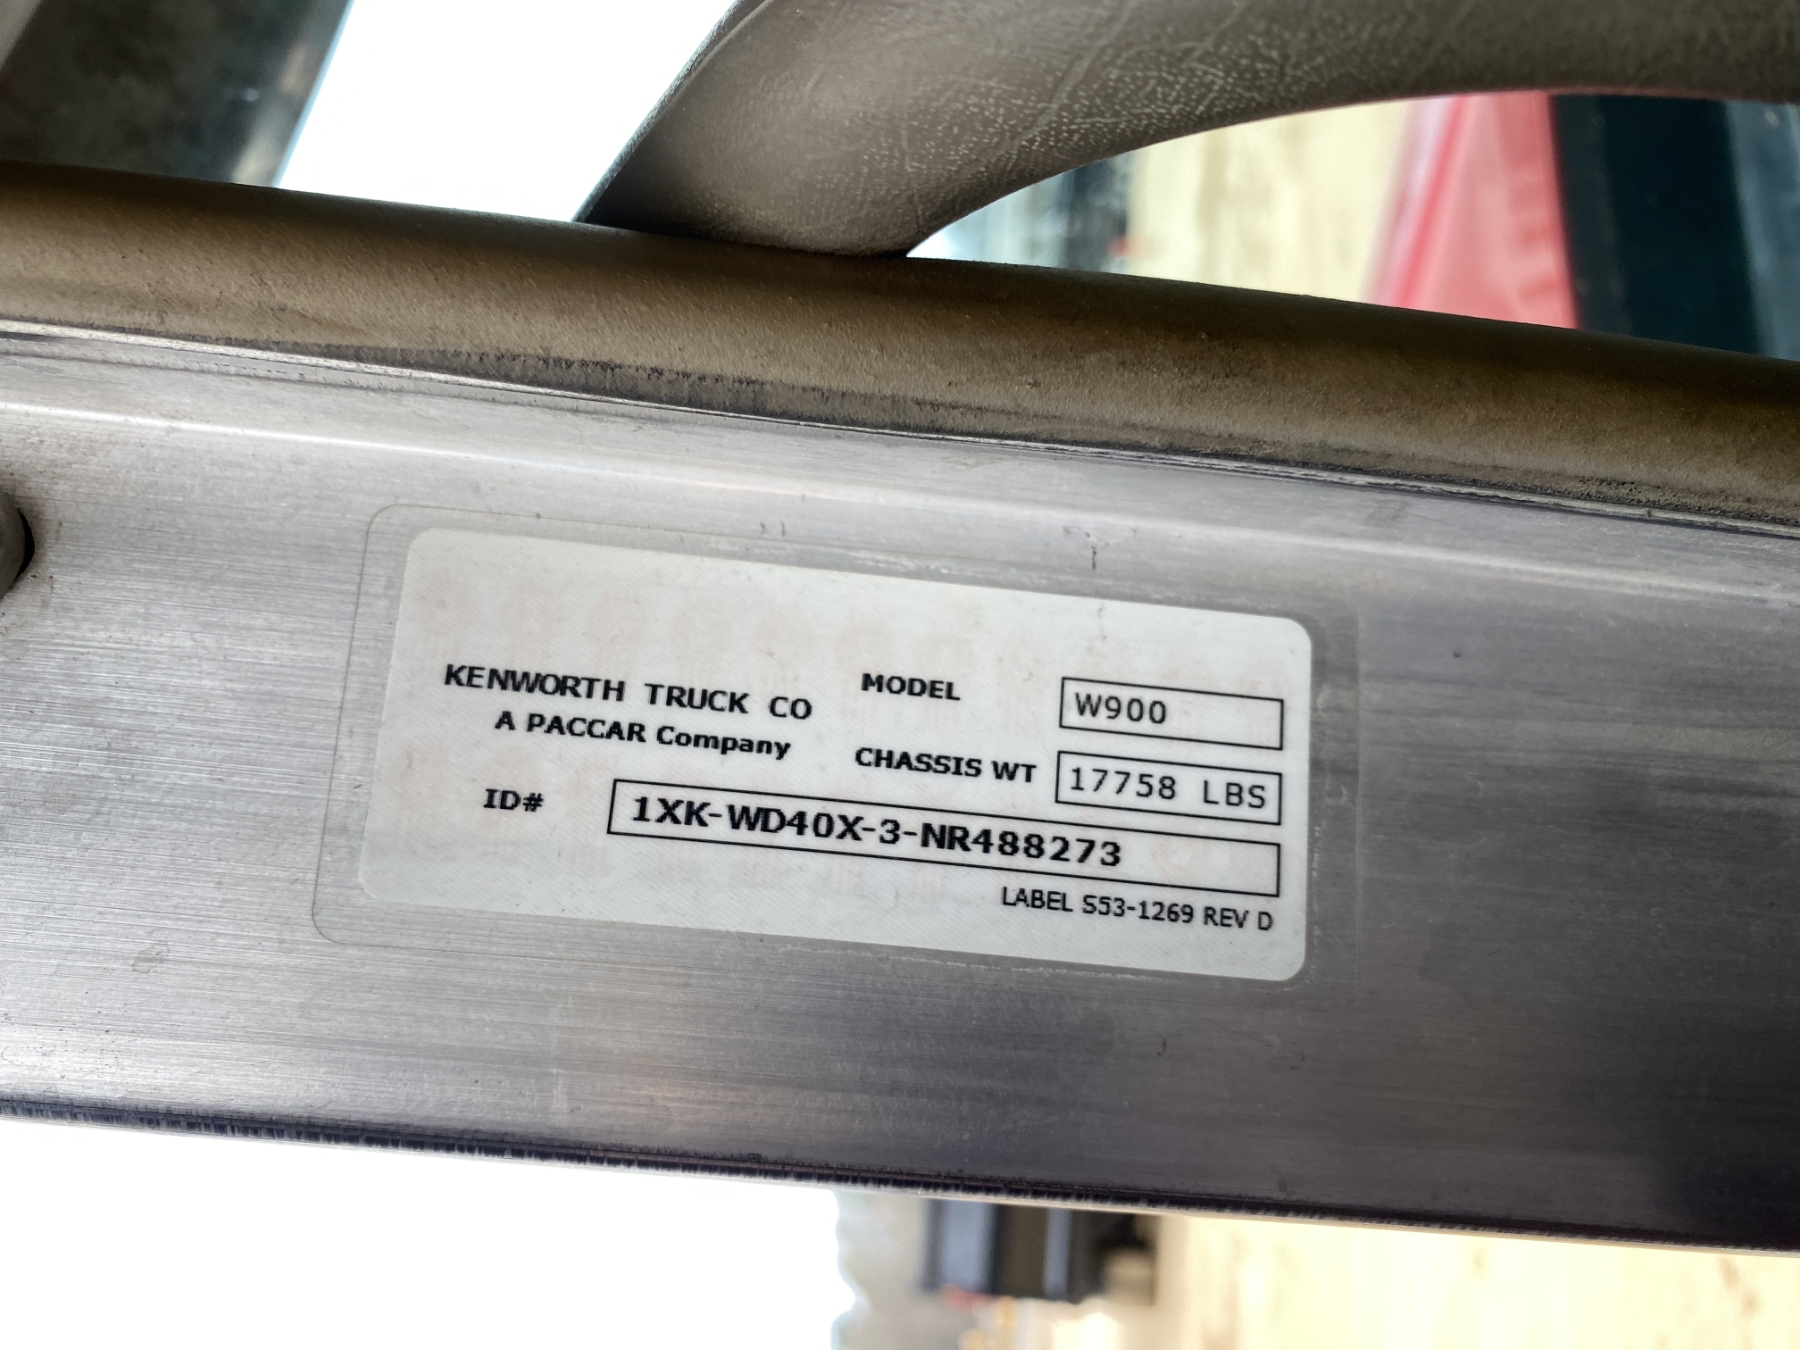 KENWORTH TRUCK CO
A PACCAR Company
MODEL W900
CHASSIS WT 17758 LBS
ID# 1XK-WD40X-3-NR488273
LABEL S53-1269 REV D